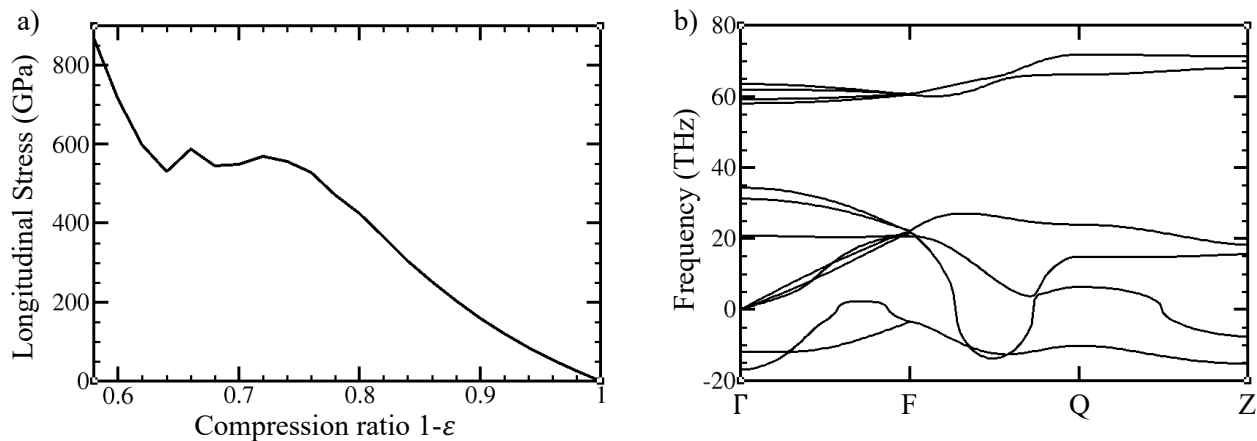 a)
Longitudinal Stress (GPa)
800
600
400
200
0
0.6 0.7 0.8 0.9 1
Compression ratio 1-ε
b)
Frequency (THz)
80
60
40
20
0
-20
Γ F Q Z